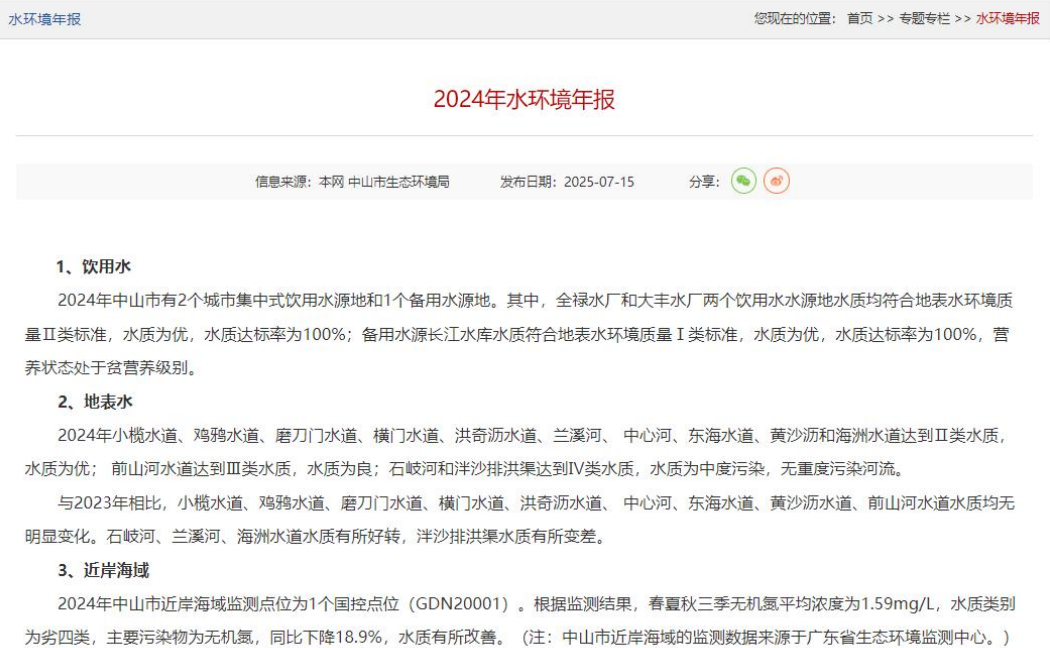 水环境年报
您现在的位置： 首页 >> 专题专栏 >> 水环境年报
2024年水环境年报
信息来源：本网 中山市生态环境局 发布日期：2025-07-15 分享：
1、饮用水
2024年中山市有2个城市集中式饮用水源地和1个备用水源地。其中，全禄水厂和大丰水厂两个饮用水水源地水质均符合地表水环境质
量Ⅱ类标准，水质为优，水质达标率为100%；备用水源长江水库水质符合地表水环境质量Ⅰ类标准，水质为优，水质达标率为100%，营
养状态处于贫营养级别。
2、地表水
2024年小榄水道、鸡鸦水道、磨刀门水道、横门水道、洪奇沥水道、兰溪河、 中心河、东海水道、黄沙沥和海洲水道达到Ⅱ类水质，
水质为优； 前山河水道达到Ⅲ类水质，水质为良；石岐河和泮沙排洪渠达到Ⅳ类水质，水质为中度污染，无重度污染河流。
与2023年相比，小榄水道、鸡鸦水道、磨刀门水道、横门水道、洪奇沥水道、 中心河、东海水道、黄沙沥水道、前山河水道水质均无
明显变化。石岐河、兰溪河、海洲水道水质有所好转，泮沙排洪渠水质有所变差。
3、近岸海域
2024年中山市近岸海域监测点位为1个国控点位（GDN20001）。根据监测结果，春夏秋三季无机氮平均浓度为1.59mg/L，水质类别
为劣四类，主要污染物为无机氮，同比下降18.9%，水质有所改善。（注：中山市近岸海域的监测数据来源于广东省生态环境监测中心。）